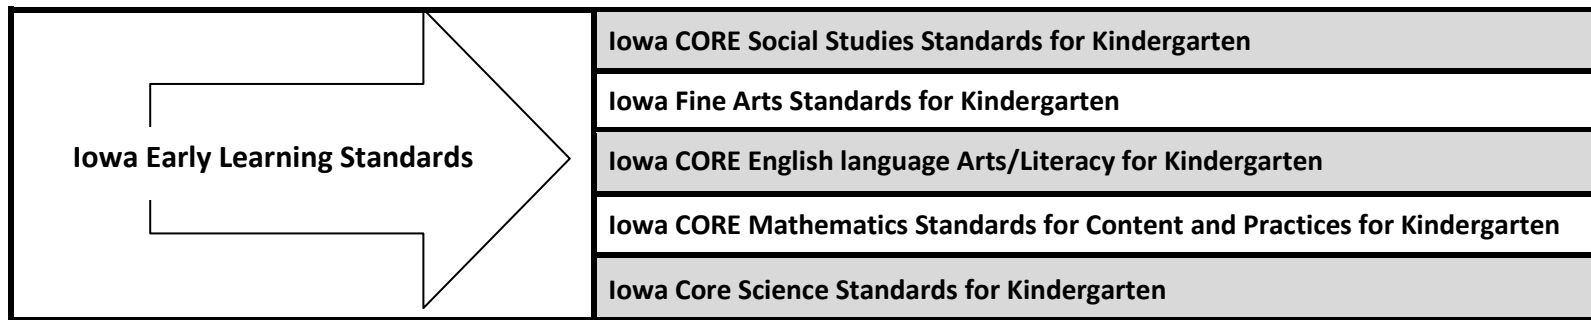 Iowa Early Learning Standards
Iowa CORE Social Studies Standards for Kindergarten
Iowa Fine Arts Standards for Kindergarten
Iowa CORE English language Arts/Literacy for Kindergarten
Iowa CORE Mathematics Standards for Content and Practices for Kindergarten
Iowa Core Science Standards for Kindergarten